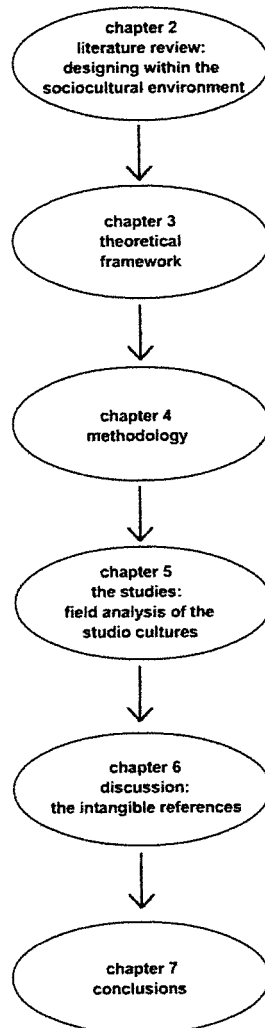 chapter 2
literature review:
designing within the
sociocultural environment
chapter 3
theoretical
framework
chapter 4
methodology
chapter 5
the studies:
field analysis of the
studio cultures
chapter 6
discussion:
the intangible references
chapter 7
conclusions